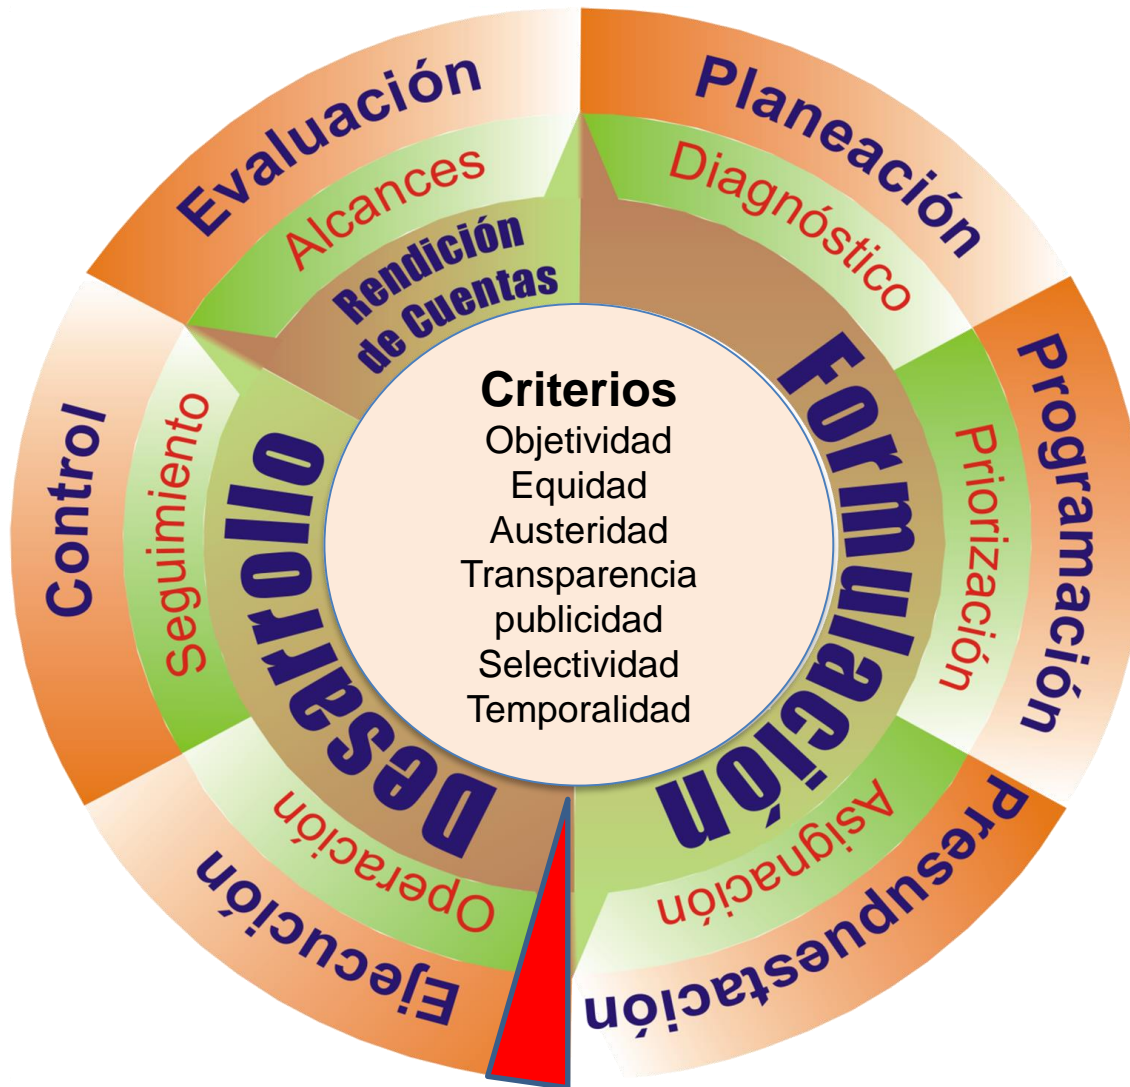 Planeación
Programación
Presupuestación
Ejecución
Control
Evaluación
Diagnóstico
Priorización
Asignación
Operación
Seguimiento
Alcances
Formulación
Desarrollo
Rendición
de Cuentas
Criterios
Objetividad
Equidad
Austeridad
Transparencia
publicidad
Selectividad
Temporalidad